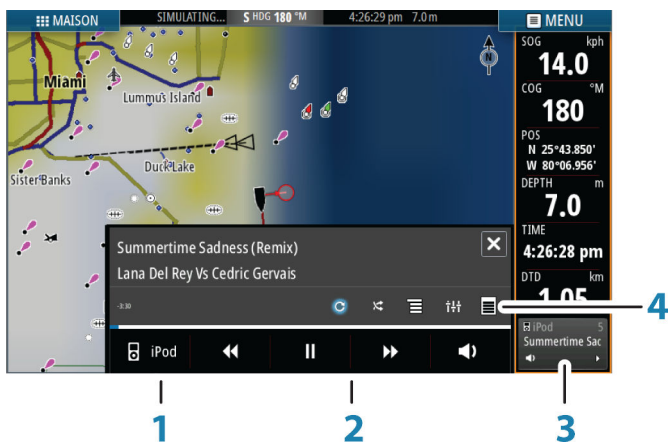 MAISON
SIMULATING...
S HDG 180 °M
4:26:29 pm 7.0 m
MENU
SOG kph
14.0
COG °M
180
POS
N 25°43.850'
W 80°06.956'
DEPTH m
7.0
TIME
4:26:28 pm
DTD km
1.05
iPod 5
Summertime Sac
Miami
Lummus Island
N
Duck Lake
Sister Banks
Summertime Sadness (Remix)
Lana Del Rey Vs Cedric Gervais
-3:30
iPod
1
2
3
4